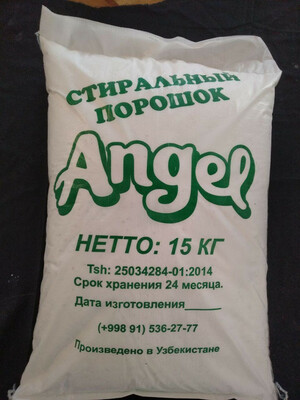 СТИРАЛЬНЫЙ
ПОРОШОК
Angel
НЕТТО: 15 КГ
Tsh: 25034284-01:2014
Срок хранения 24 месяца.
Дата изготовления______
(+998 91) 536-27-77
Произведено в Узбекистане